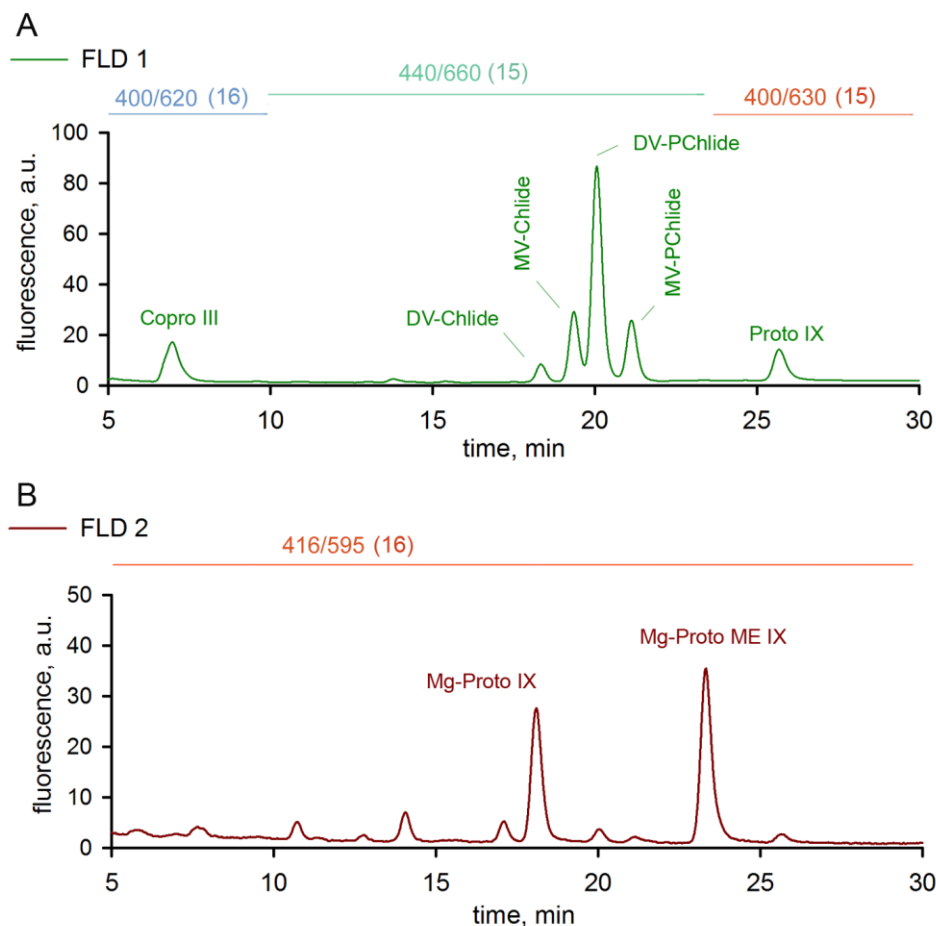 A
FLD 1
440/660 (15)
400/620 (16)
400/630 (15)
fluorescence, a.u.
100
80
60
40
20
0
Copro III
DV-Chlide
MV-Chlide
DV-PChlide
MV-PChlide
Proto IX
5 10 15 20 25 30
time, min
B
FLD 2
416/595 (16)
fluorescence, a.u.
50
40
30
20
10
0
Mg-Proto IX
Mg-Proto ME IX
5 10 15 20 25 30
time, min